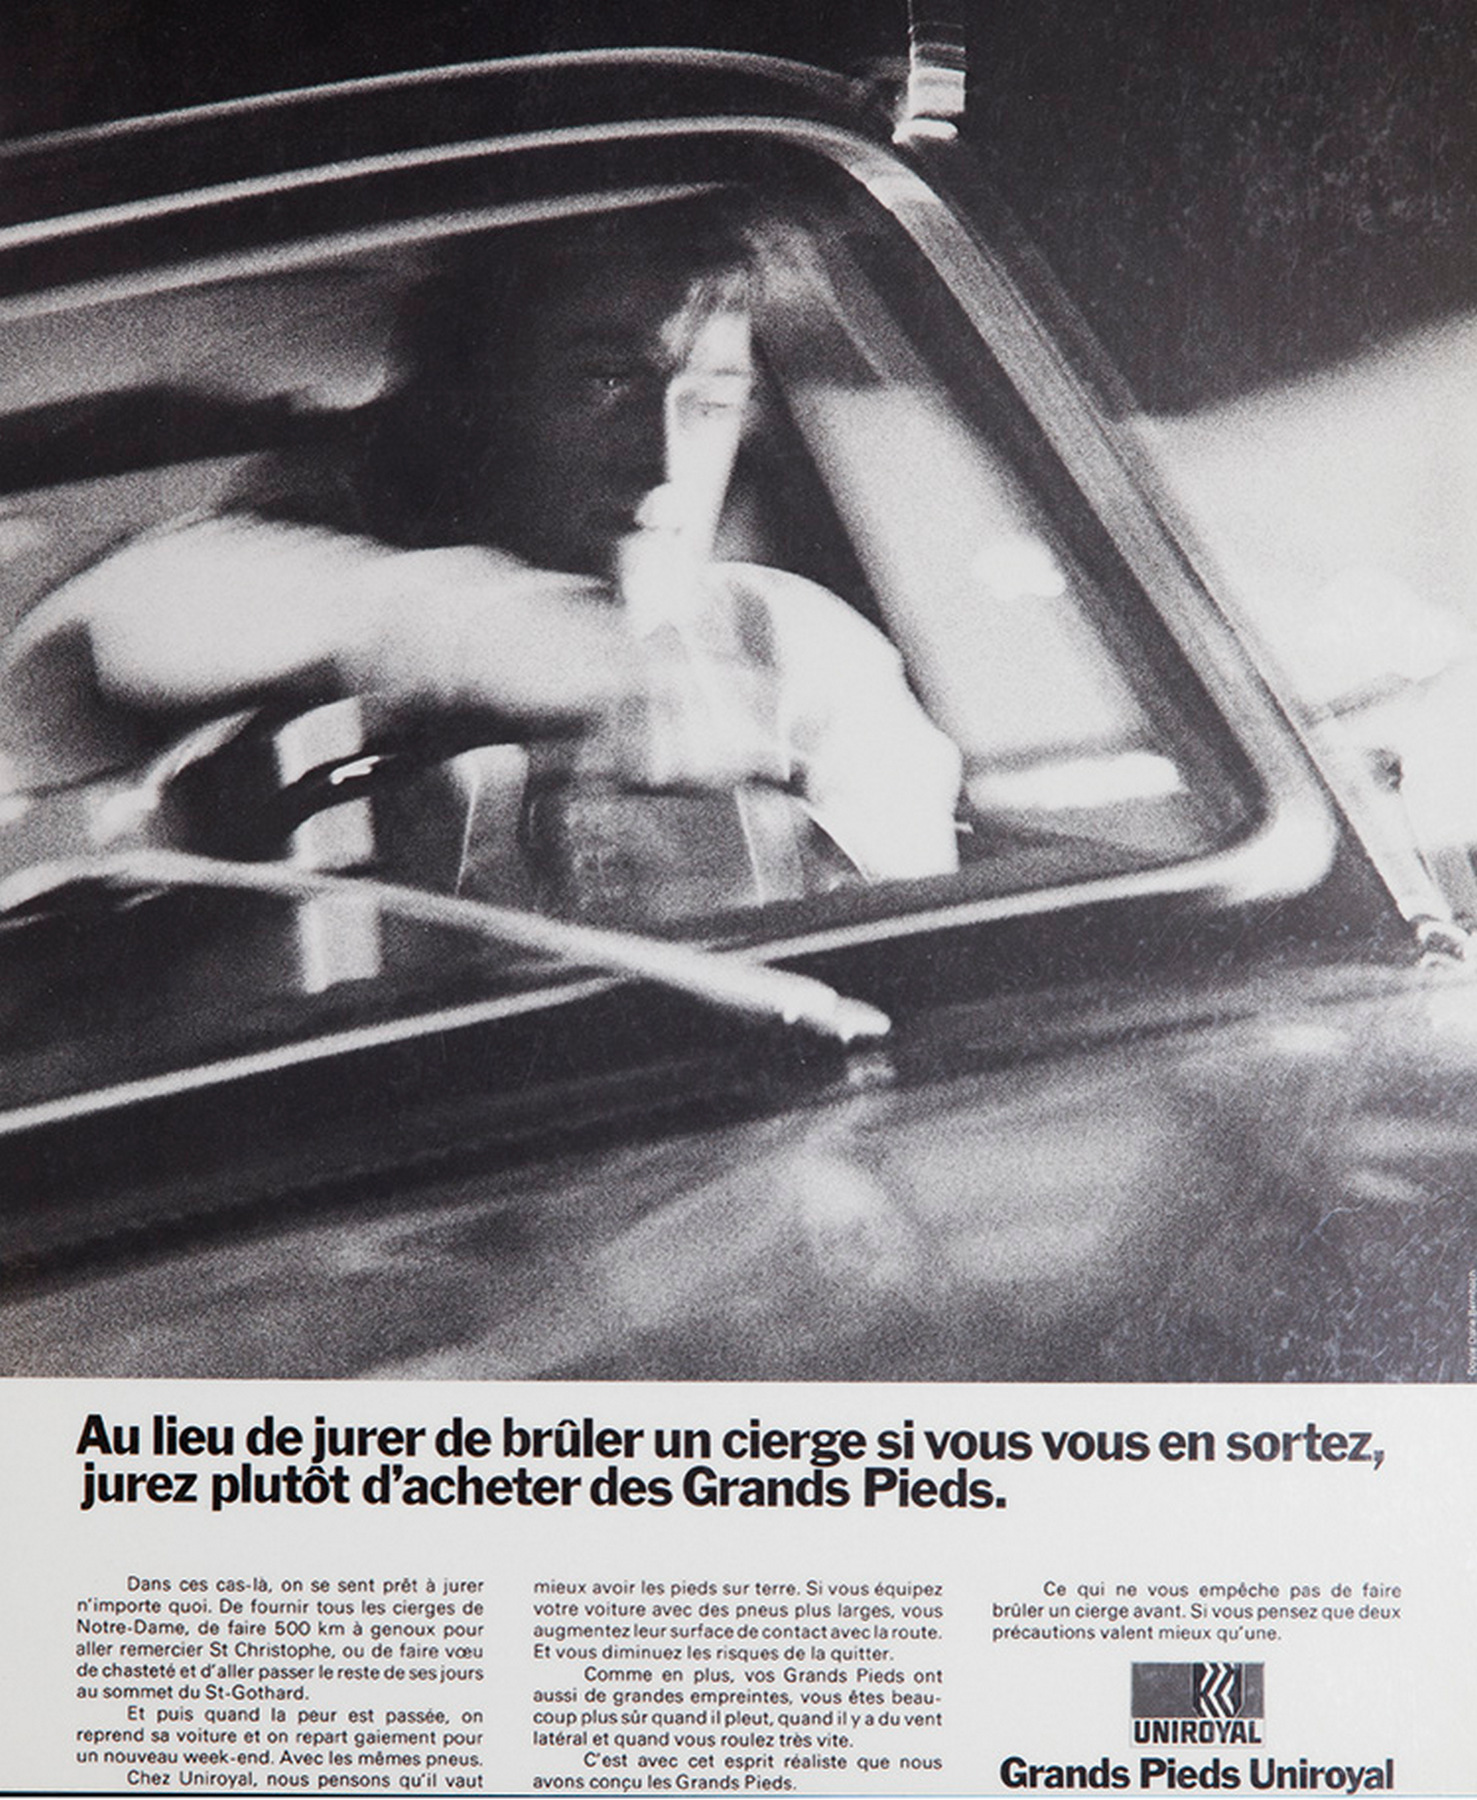 Au lieu de jurer de brûler un cierge si vous vous en sortez,
jurez plutôt d'acheter des Grands Pieds.
Dans ces cas-là, on se sent prêt à jurer
n'importe quoi. De fournir tous les cierges de
Notre-Dame, de faire 500 km à genoux pour
aller remercier St Christophe, ou de faire vœu
de chasteté et d'aller passer le reste de ses jours
au sommet du St-Gothard.
Et puis quand la peur est passée, on
reprend sa voiture et on repart gaiement pour
un nouveau week-end. Avec les mêmes pneus.
Chez Uniroyal, nous pensons qu'il vaut
mieux avoir les pieds sur terre. Si vous équipez
votre voiture avec des pneus plus larges, vous
augmentez leur surface de contact avec la route.
Et vous diminuez les risques de la quitter.
Comme en plus, vos Grands Pieds ont
aussi de grandes empreintes, vous êtes beau-
coup plus sûr quand il pleut, quand il y a du vent
latéral et quand vous roulez très vite.
C'est avec cet esprit réaliste que nous
avons conçu les Grands Pieds.
Ce qui ne vous empêche pas de faire
brûler un cierge avant. Si vous pensez que deux
précautions valent mieux qu'une.
UNIROYAL
Grands Pieds Uniroyal